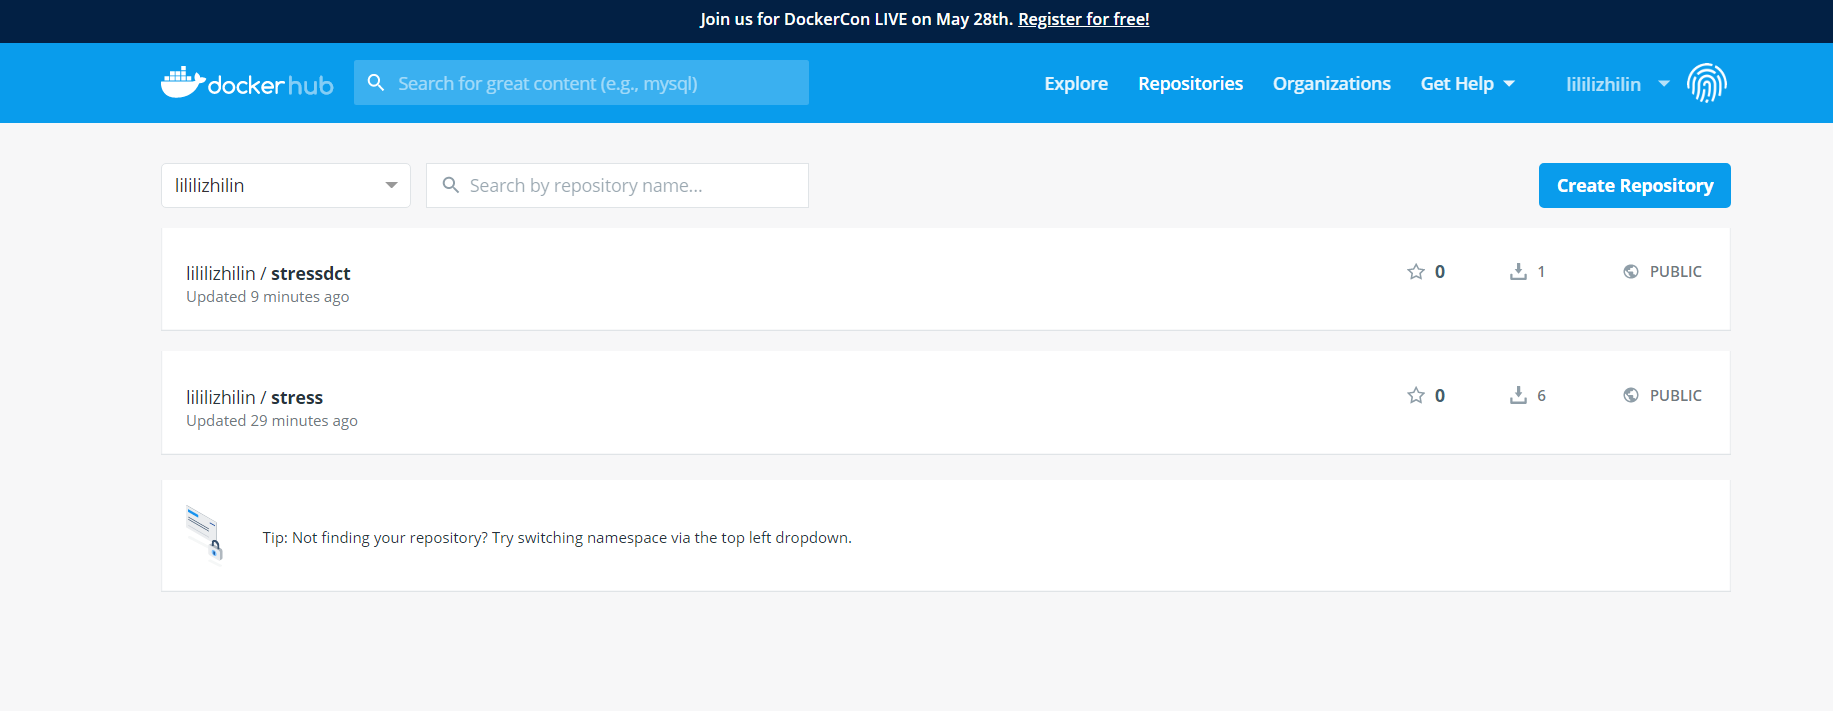 Join us for DockerCon LIVE on May 28th. Register for free!
dockerhub
Search for great content (e.g., mysql)
Explore
Repositories
Organizations
Get Help
lililizhilin
lililizhilin
Search by repository name...
Create Repository
lililizhilin / stressdct
Updated 9 minutes ago
0
1
PUBLIC
lililizhilin / stress
Updated 29 minutes ago
0
6
PUBLIC
Tip: Not finding your repository? Try switching namespace via the top left dropdown.